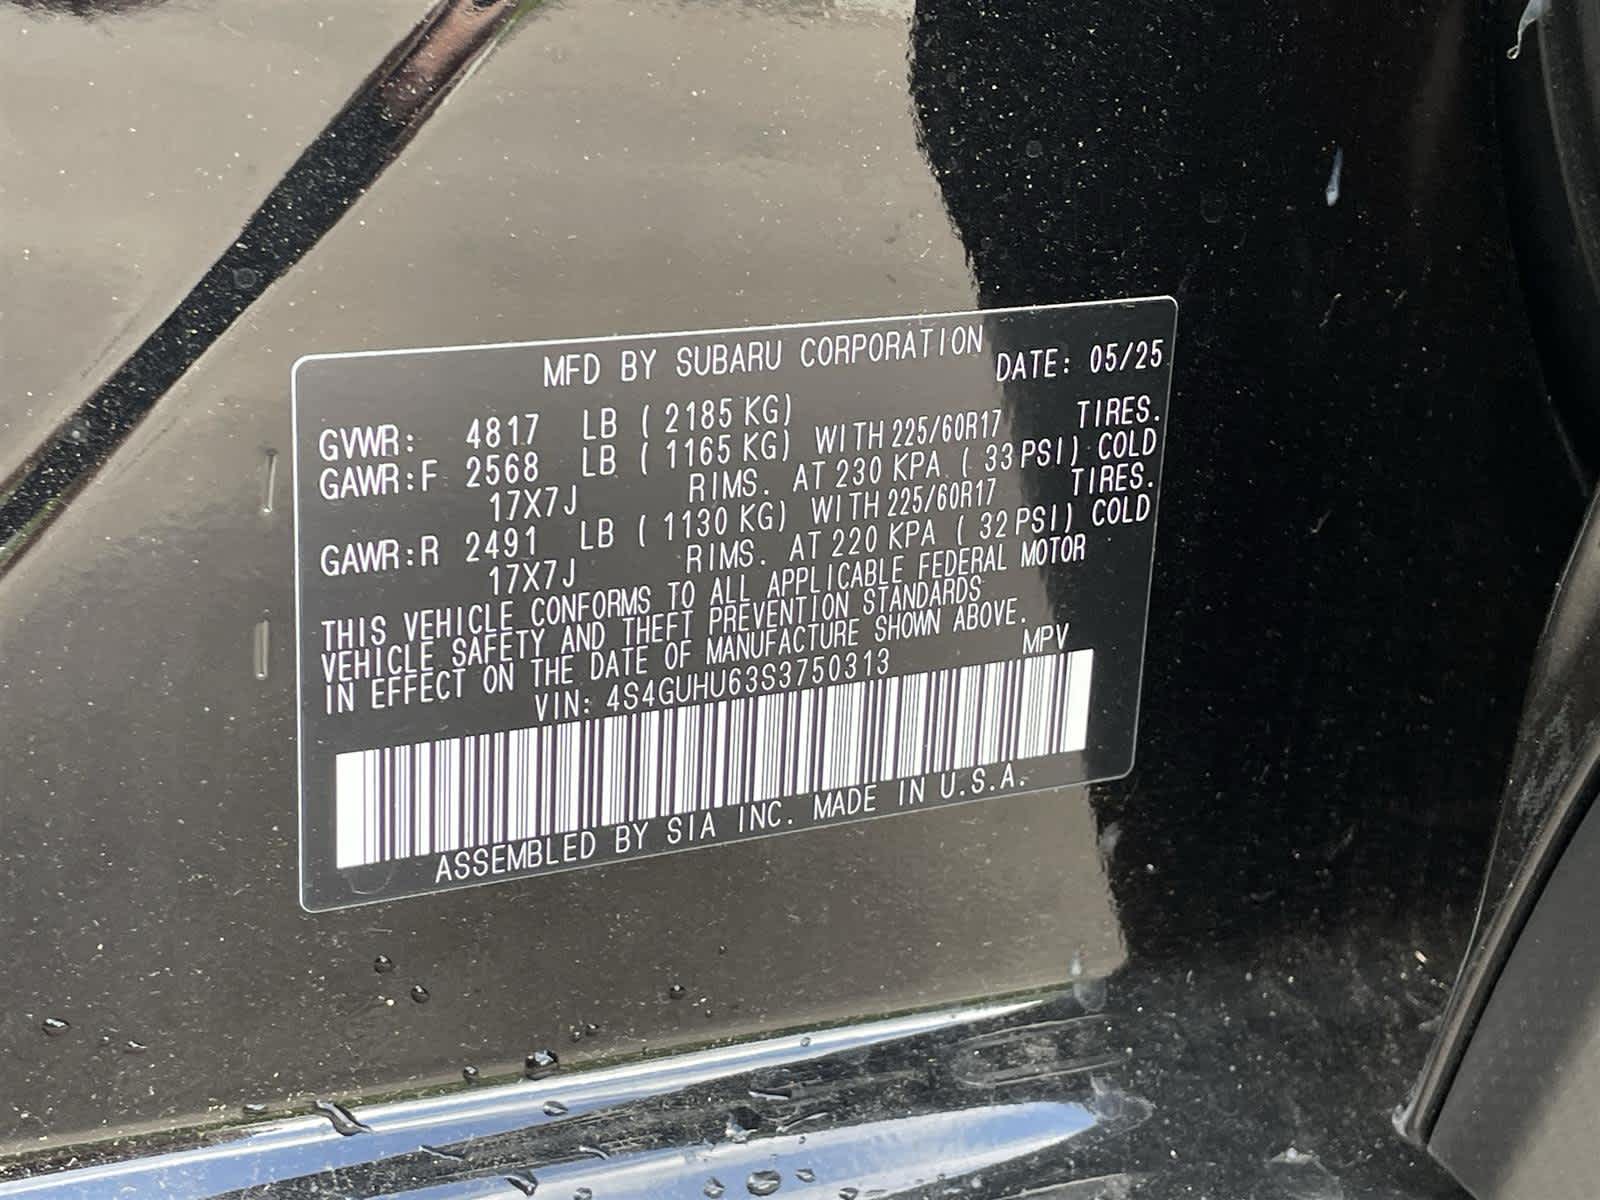 MFD BY SUBARU CORPORATION DATE: 05/25
GVWR: 4817 LB ( 2185 KG)
GAWR:F 2568 LB ( 1165 KG) WITH 225/60R17 TIRES.
17X7J RIMS. AT 230 KPA ( 33 PSI) COLD
GAWR:R 2491 LB ( 1130 KG) WITH 225/60R17 TIRES.
17X7J RIMS. AT 220 KPA ( 32 PSI) COLD
THIS VEHICLE CONFORMS TO ALL APPLICABLE FEDERAL MOTOR
VEHICLE SAFETY AND THEFT PREVENTION STANDARDS
IN EFFECT ON THE DATE OF MANUFACTURE SHOWN ABOVE.
VIN: 4S4GUHU63S3750313 MPV
ASSEMBLED BY SIA INC. MADE IN U.S.A.